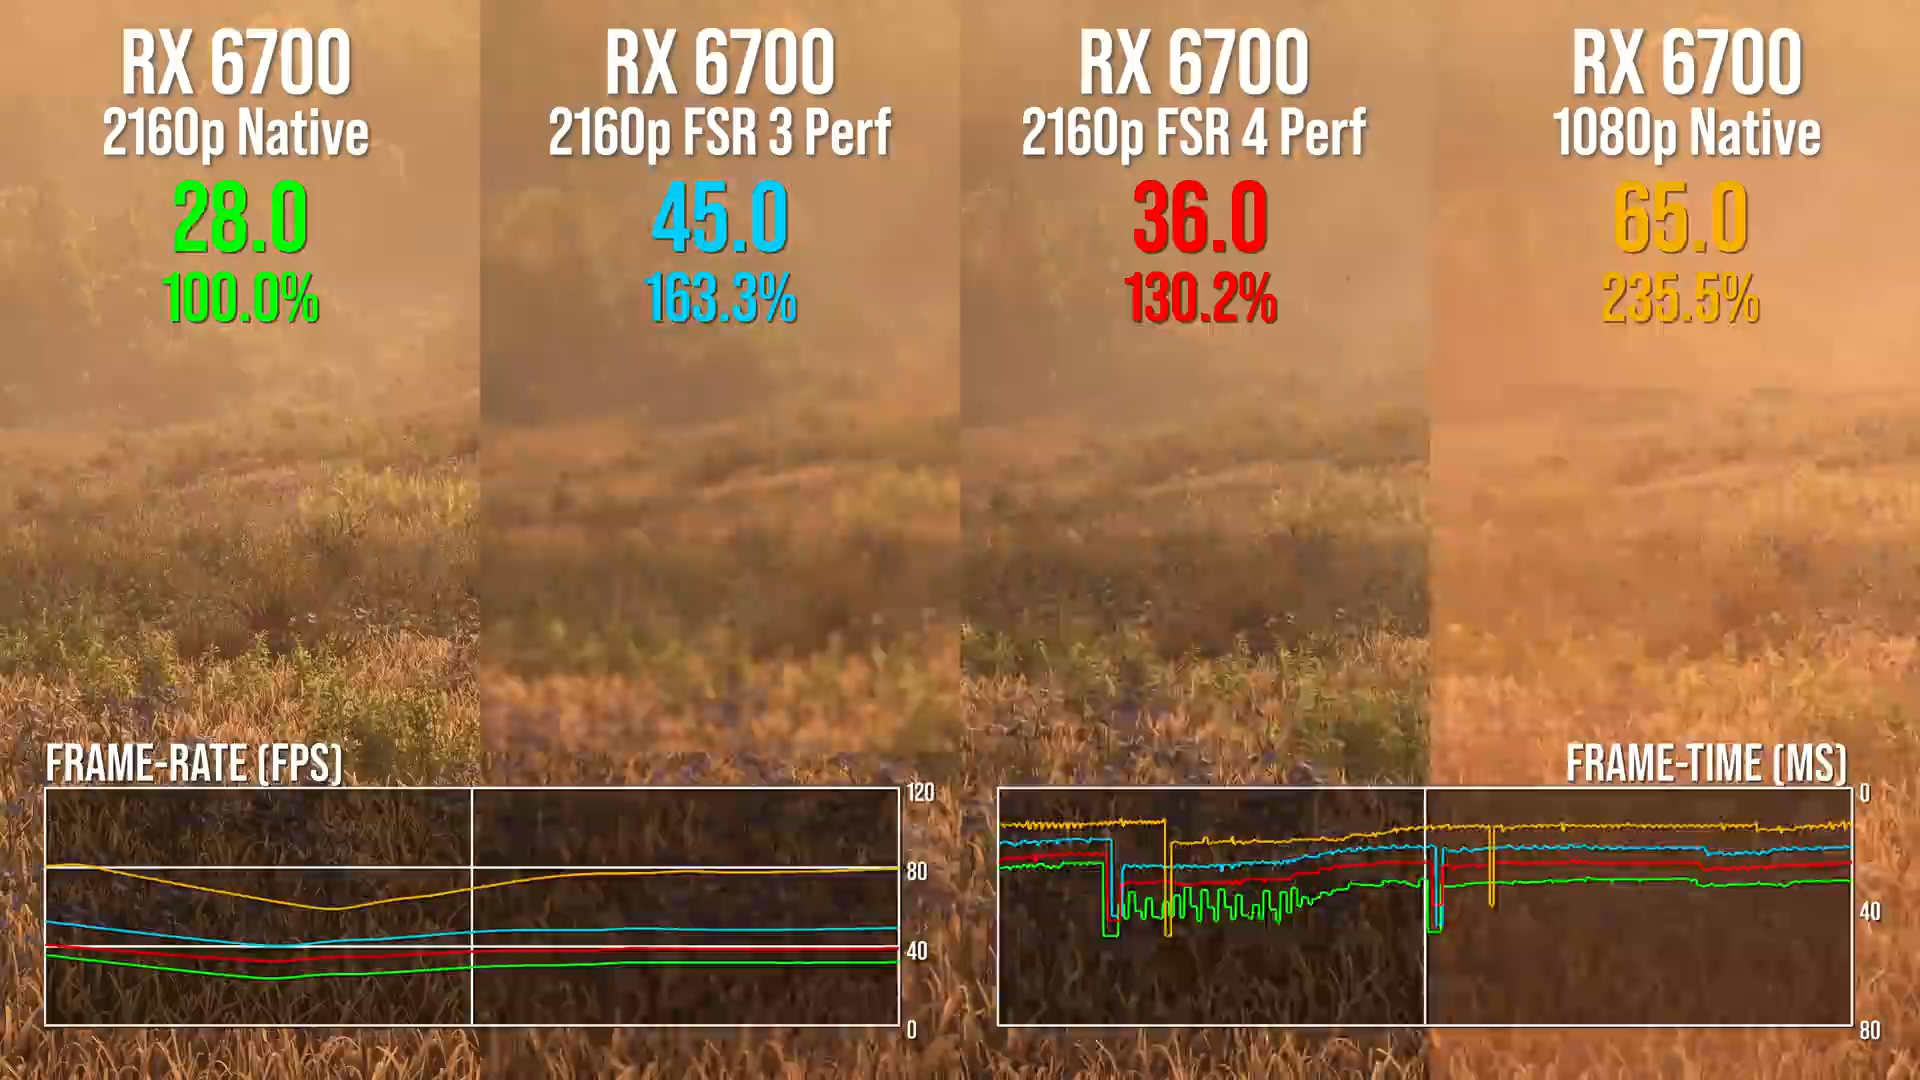 RX 6700
2160p Native
28.0
100.0%
RX 6700
2160p FSR 3 Perf
45.0
163.3%
RX 6700
2160p FSR 4 Perf
36.0
130.2%
RX 6700
1080p Native
65.0
235.5%
FRAME-RATE (FPS)
120
80
40
0
FRAME-TIME (MS)
0
40
80